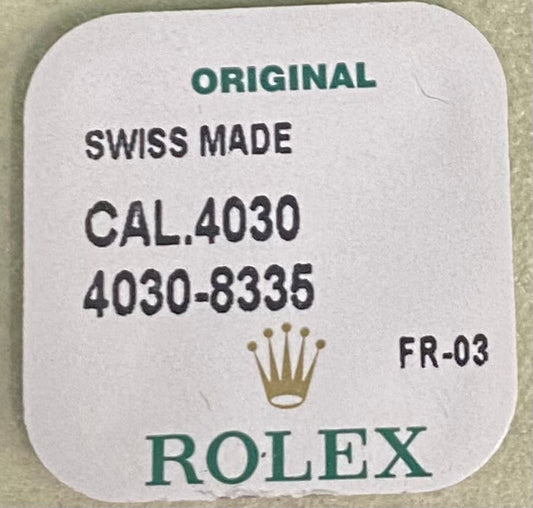 ORIGINAL
SWISS MADE
CAL.4030
4030-8335
FR-03
ROLEX